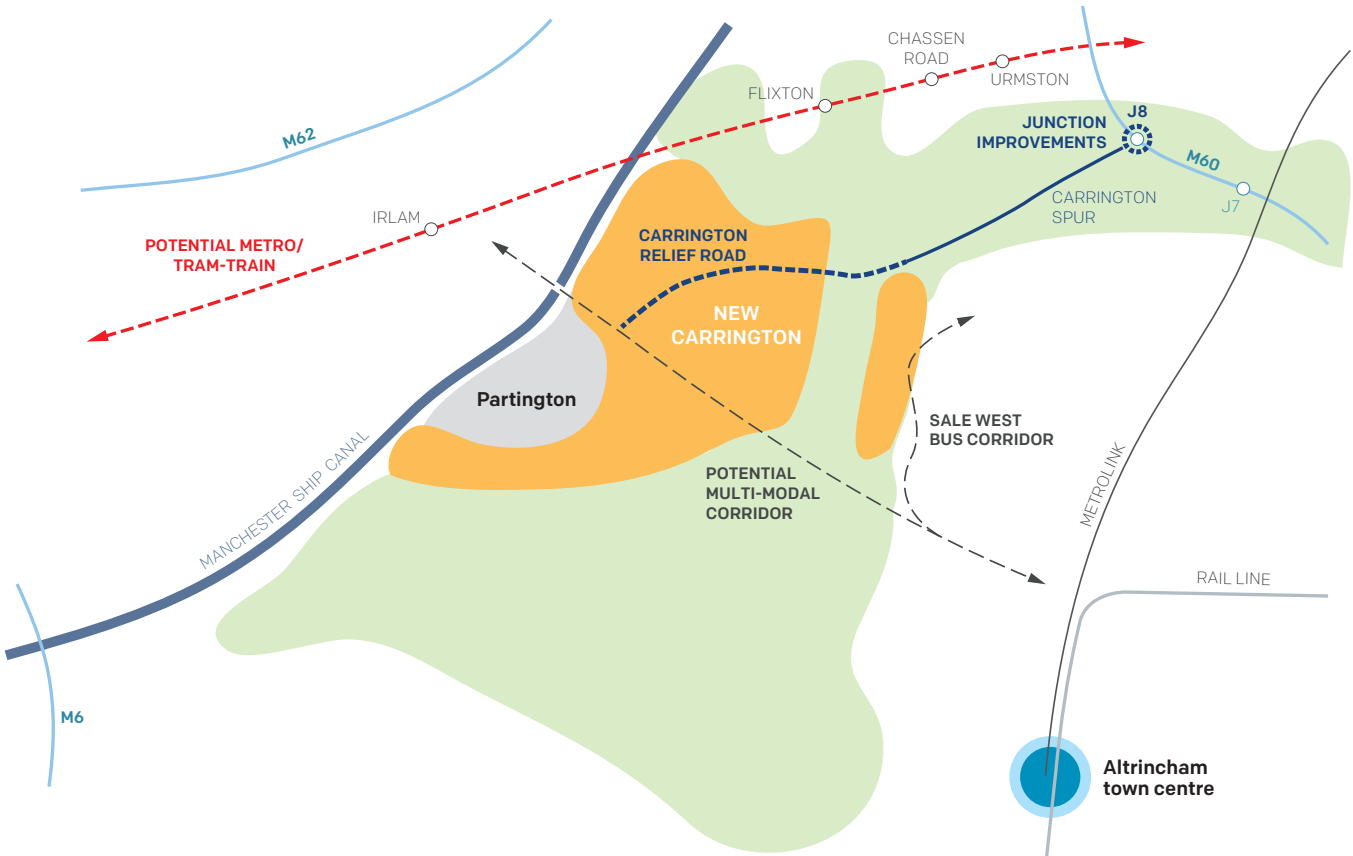 CHASSEN
ROAD
URMSTON
FLIXTON
M62
JUNCTION
IMPROVEMENTS
J8
M60
J7
CARRINGTON
SPUR
IRLAM
POTENTIAL METRO/
TRAM-TRAIN
CARRINGTON
RELIEF ROAD
NEW
CARRINGTON
Partington
SALE WEST
BUS CORRIDOR
POTENTIAL
MULTI-MODAL
CORRIDOR
MANCHESTER SHIP CANAL
METROLINK
RAIL LINE
M6
Altrincham
town centre